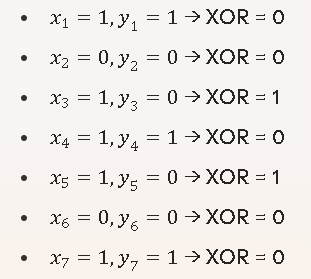 • x₁ = 1, y₁ = 1 → XOR = 0
• x₂ = 0, y₂ = 0 → XOR = 0
• x₃ = 1, y₃ = 0 → XOR = 1
• x₄ = 1, y₄ = 1 → XOR = 0
• x₅ = 1, y₅ = 0 → XOR = 1
• x₆ = 0, y₆ = 0 → XOR = 0
• x₇ = 1, y₇ = 1 → XOR = 0